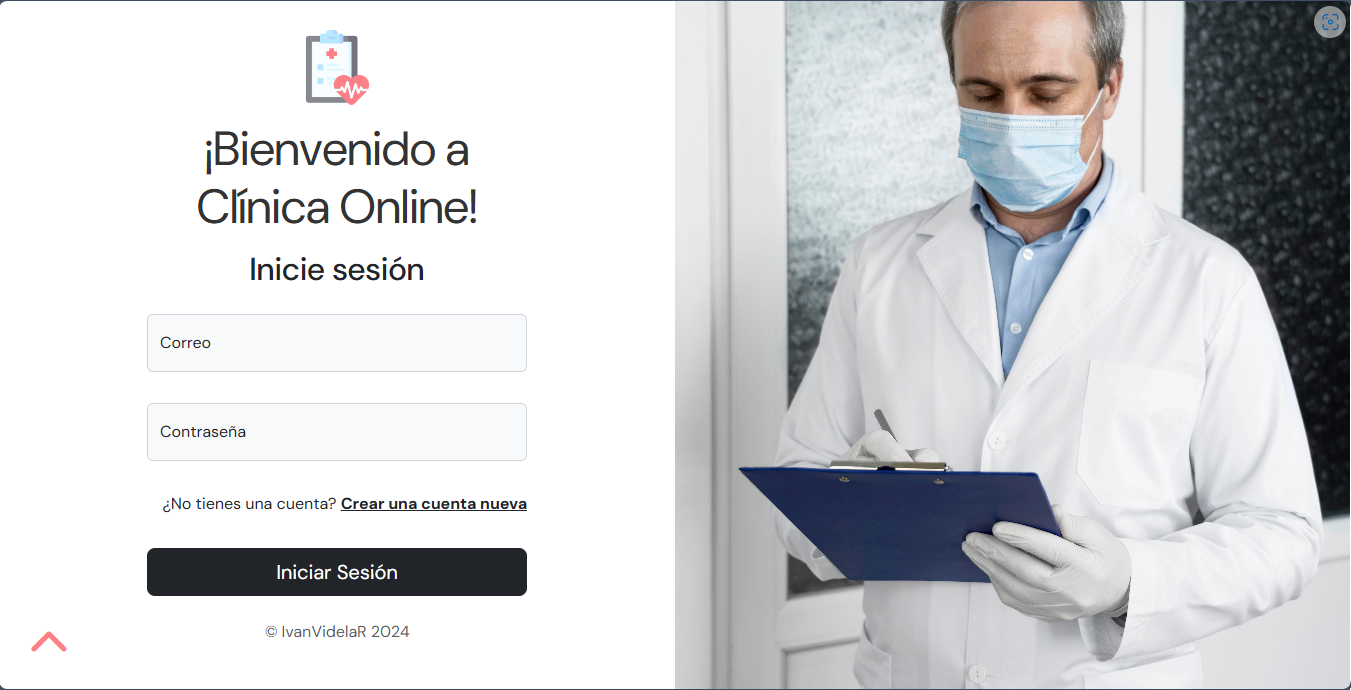 ¡Bienvenido a
Clínica Online!
Inicie sesión
Correo
Contraseña
¿No tienes una cuenta? Crear una cuenta nueva
Iniciar Sesión
© IvanVidelaR 2024